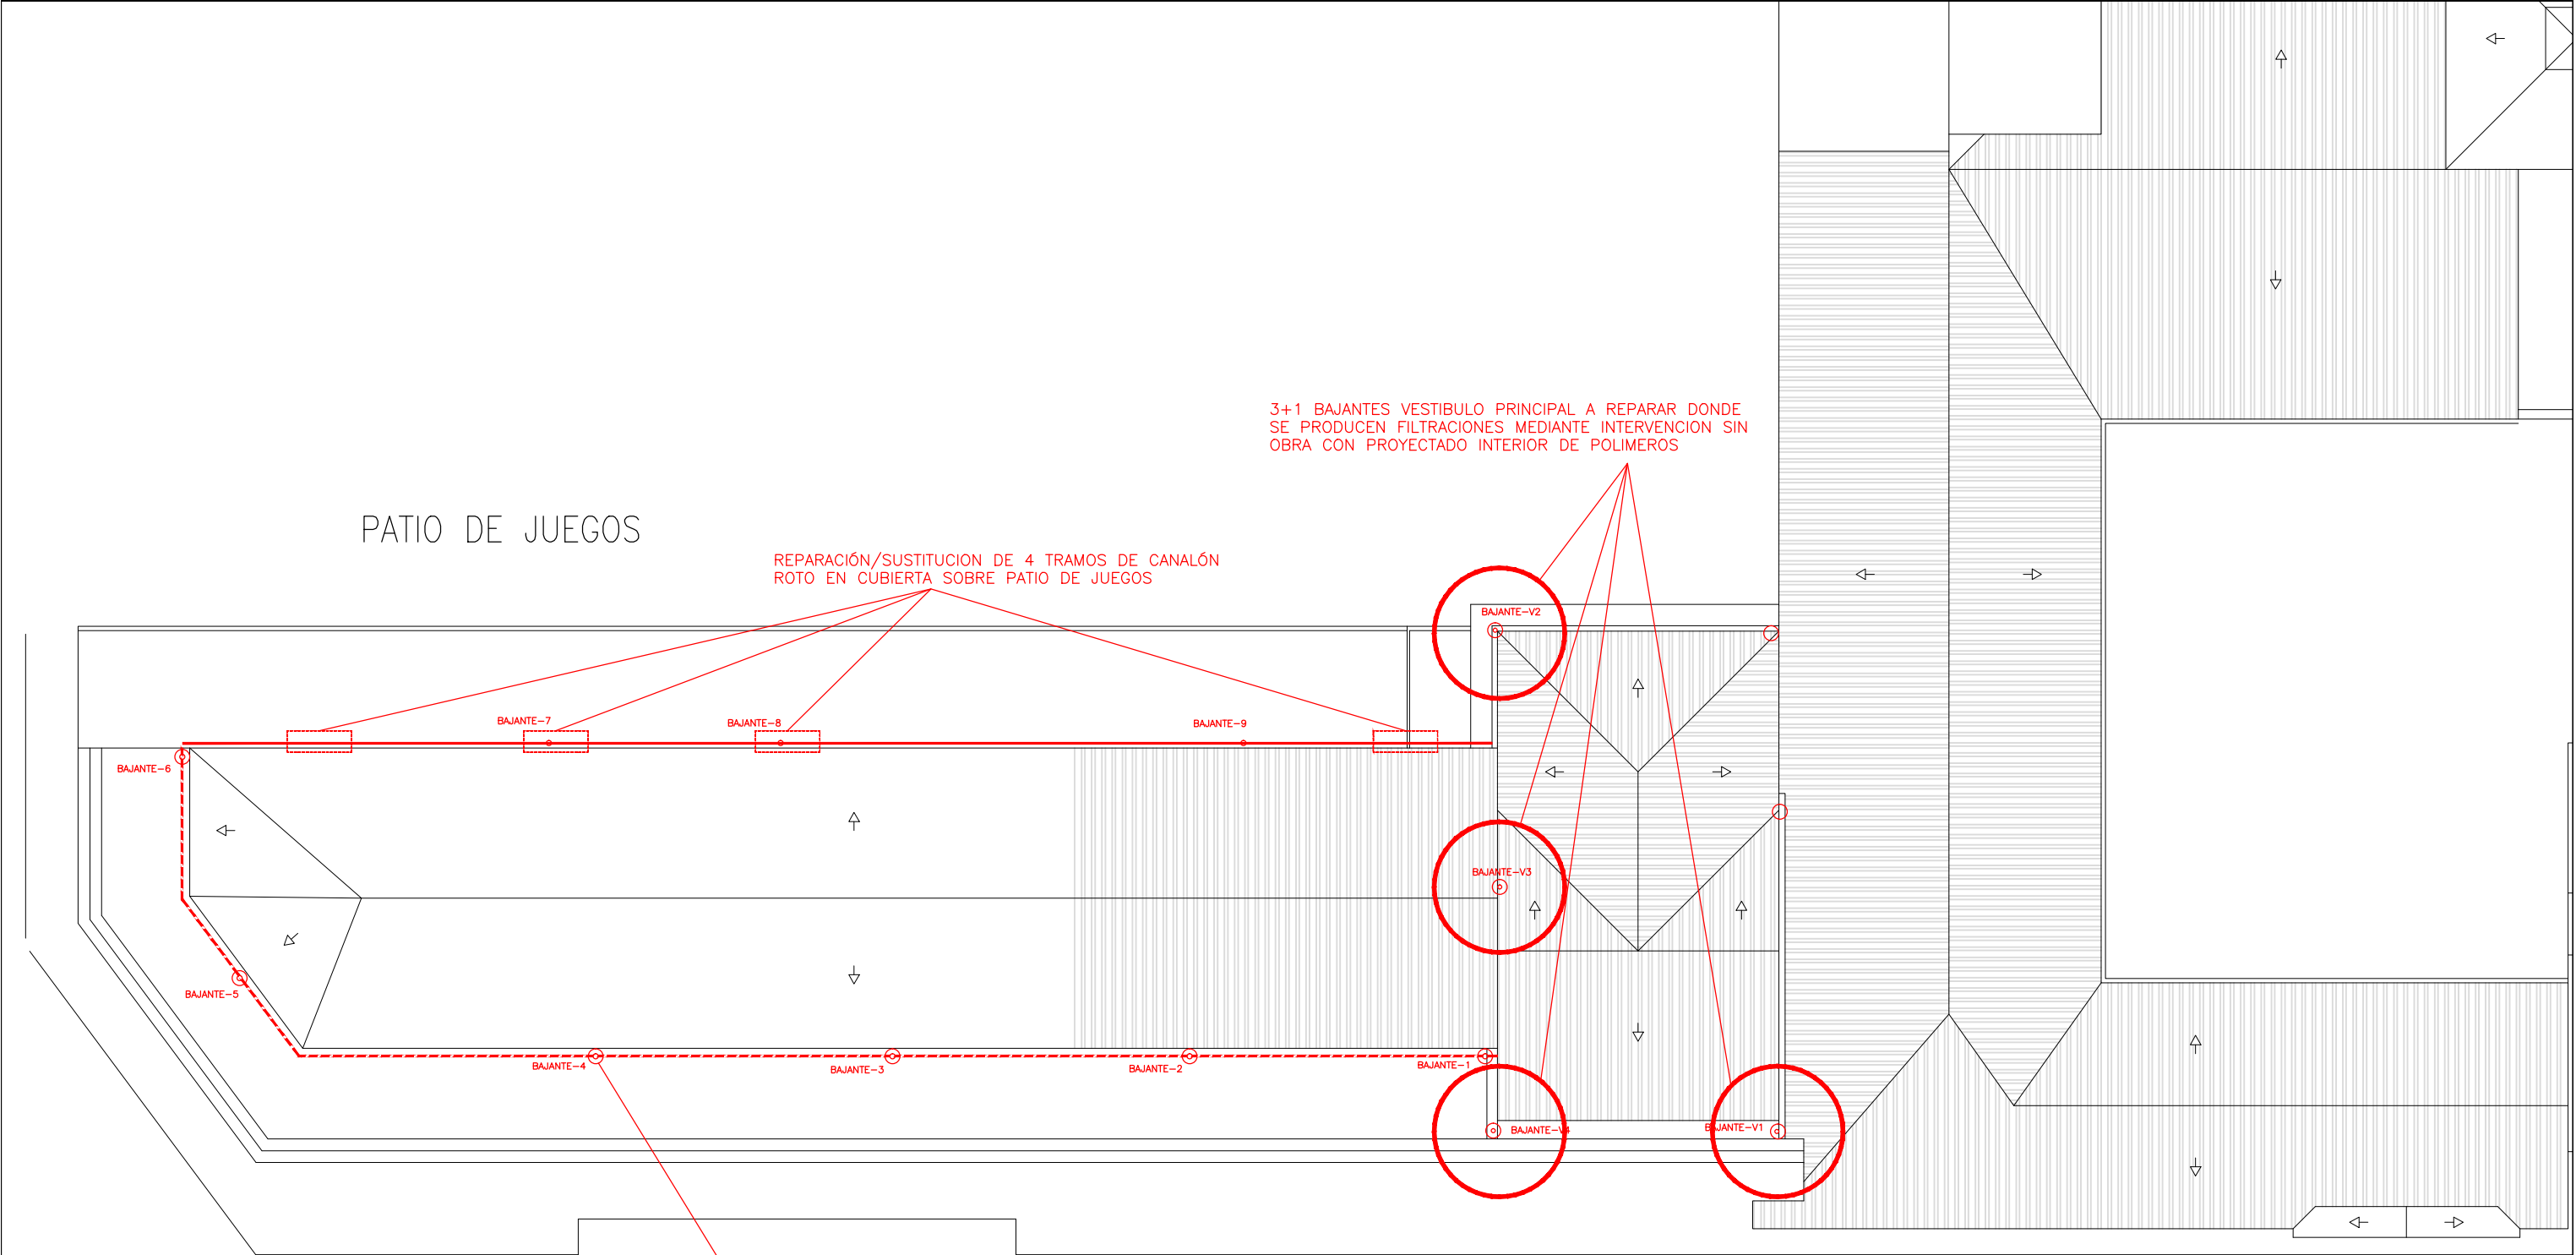 3+1 BAJANTES VESTIBULO PRINCIPAL A REPARAR DONDE
SE PRODUCEN FILTRACIONES MEDIANTE INTERVENCION SIN
OBRA CON PROYECTADO INTERIOR DE POLIMEROS
PATIO DE JUEGOS
REPARACIÓN/SUSTITUCION DE 4 TRAMOS DE CANALÓN
ROTO EN CUBIERTA SOBRE PATIO DE JUEGOS
BAJANTE-V2
BAJANTE-7
BAJANTE-8
BAJANTE-9
BAJANTE-6
BAJANTE-V3
BAJANTE-5
BAJANTE-4
BAJANTE-3
BAJANTE-2
BAJANTE-1
BAJANTE-V4
BAJANTE-V1